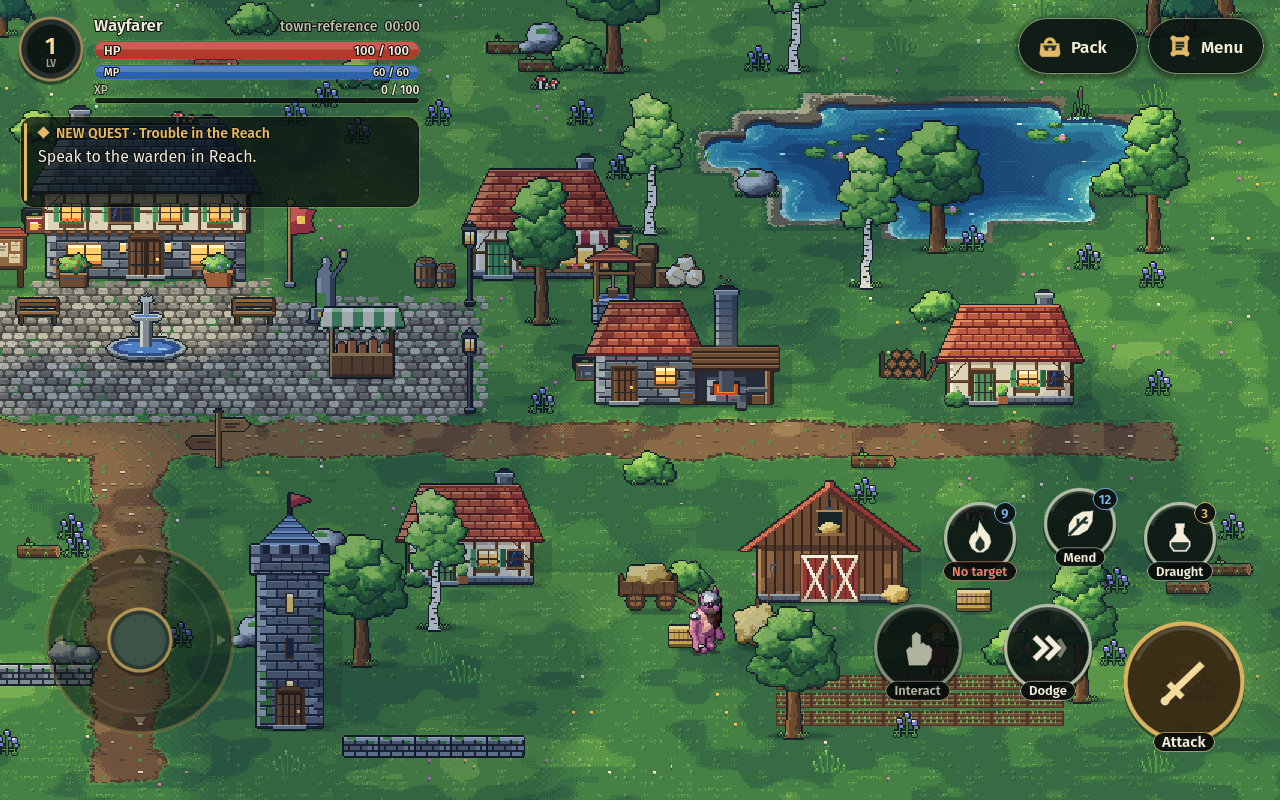 Wayfarer
town-reference 00:00
1
LV
HP 100 / 100
MP 60 / 60
XP 0 / 100
Pack
Menu
NEW QUEST · Trouble in the Reach
Speak to the warden in Reach.
9
12
3
No target
Mend
Draught
Interact
Dodge
Attack